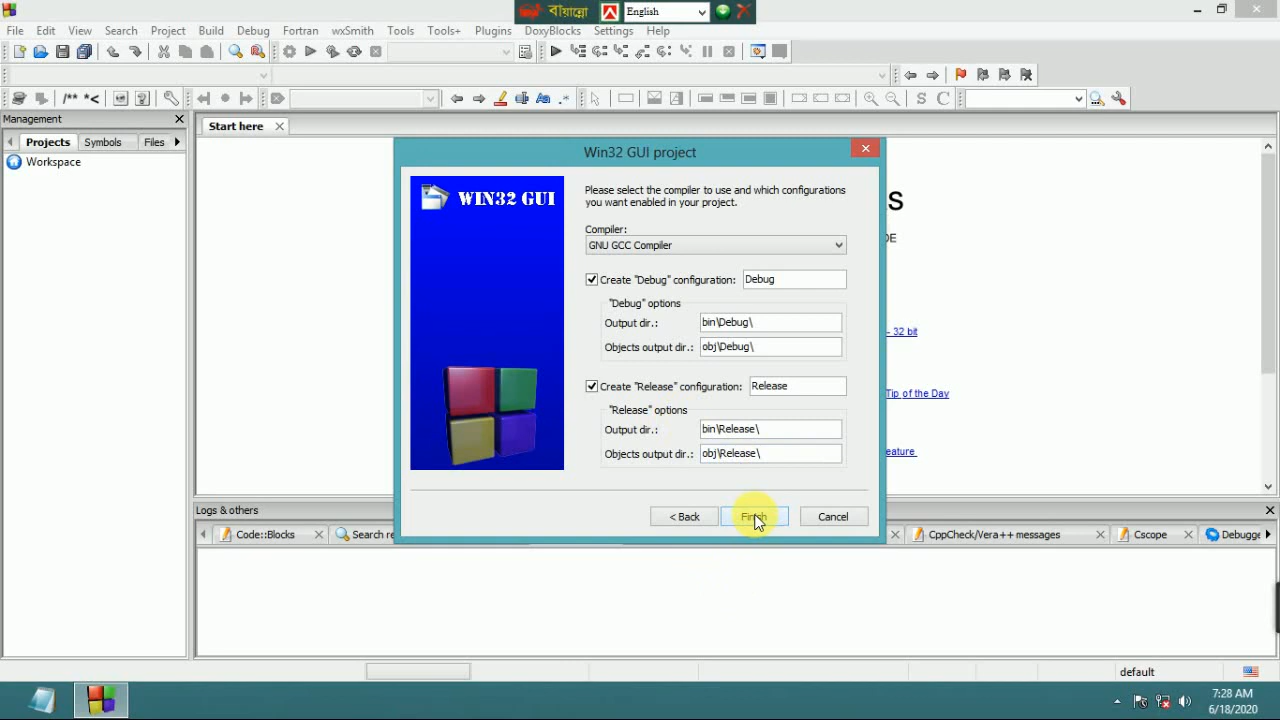 বাঁয়ান্নো
English
File Edit View Search Project Build Debug Fortran wxSmith Tools Tools+ Plugins DoxyBlocks Settings Help
/** *<
S C
Management
Projects Symbols Files
Workspace
Start here
Win32 GUI project
WIN32 GUI
Please select the compiler to use and which configurations
you want enabled in your project.
Compiler:
GNU GCC Compiler
Create "Debug" configuration: Debug
"Debug" options
Output dir.: bin\Debug\
Objects output dir.: obj\Debug\
Create "Release" configuration: Release
"Release" options
Output dir.: bin\Release\
Objects output dir.: obj\Release\
< Back Finish Cancel
s
DE
- 32 bit
Tip of the Day
eature
Logs & others
Code::Blocks Search re CppCheck/Vera++ messages Cscope Debugge
default
7:28 AM
6/18/2020